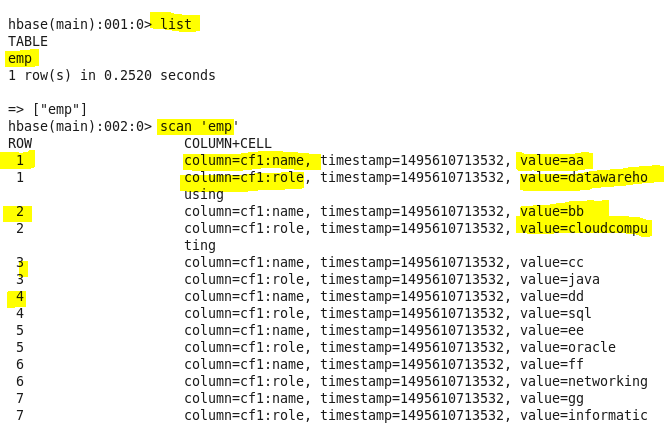 hbase(main):001:0> list
TABLE
emp
1 row(s) in 0.2520 seconds
=> ["emp"]
hbase(main):002:0> scan 'emp'
ROW COLUMN+CELL
1 column=cf1:name, timestamp=1495610713532, value=aa
1 column=cf1:role, timestamp=1495610713532, value=datawareho
using
2 column=cf1:name, timestamp=1495610713532, value=bb
2 column=cf1:role, timestamp=1495610713532, value=cloudcompu
ting
3 column=cf1:name, timestamp=1495610713532, value=cc
3 column=cf1:role, timestamp=1495610713532, value=java
4 column=cf1:name, timestamp=1495610713532, value=dd
4 column=cf1:role, timestamp=1495610713532, value=sql
5 column=cf1:name, timestamp=1495610713532, value=ee
5 column=cf1:role, timestamp=1495610713532, value=oracle
6 column=cf1:name, timestamp=1495610713532, value=ff
6 column=cf1:role, timestamp=1495610713532, value=networking
7 column=cf1:name, timestamp=1495610713532, value=gg
7 column=cf1:role, timestamp=1495610713532, value=informatic